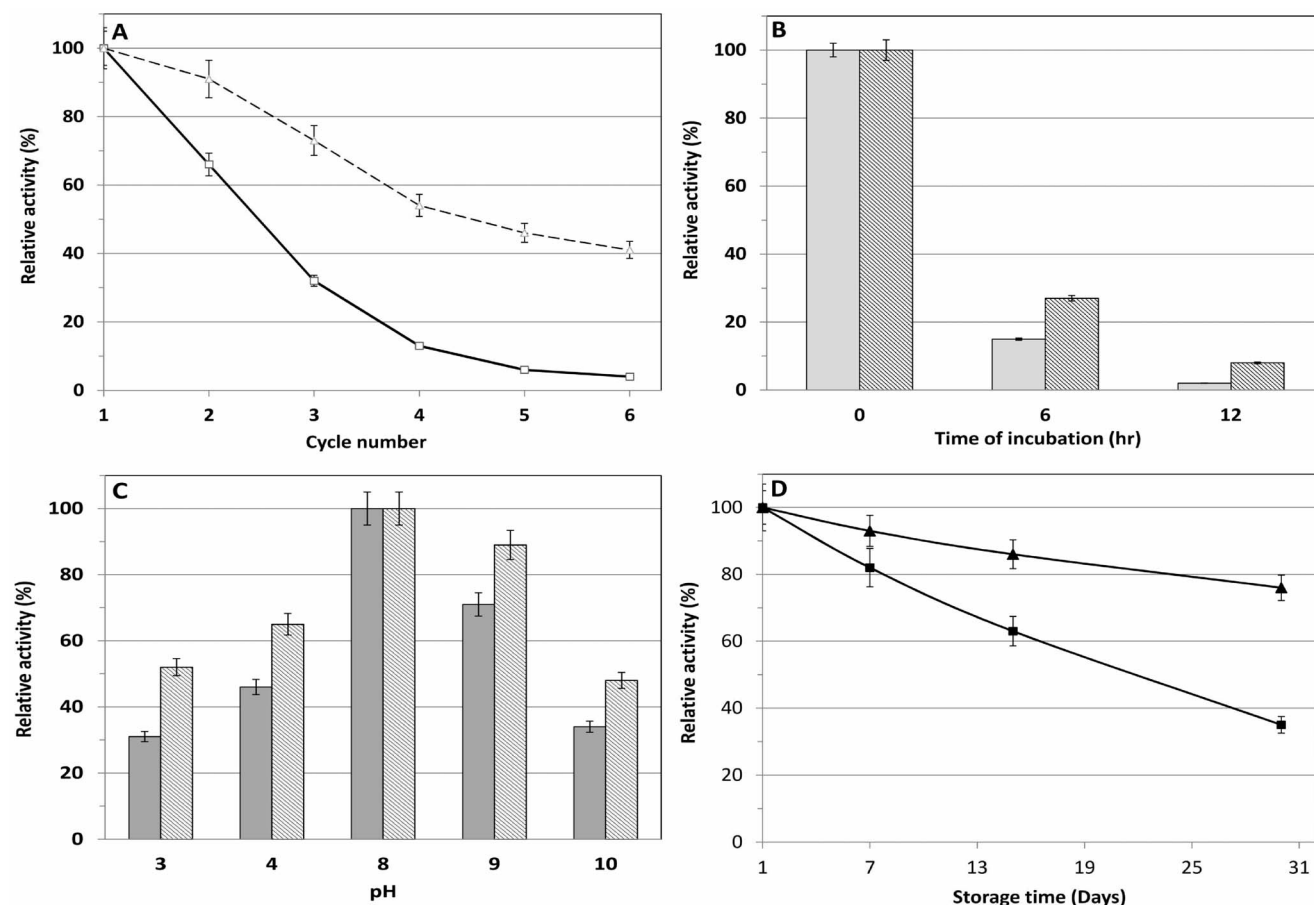 A
Relative activity (%)
100
80
60
40
20
0
1 2 3 4 5 6
Cycle number
B
Relative activity (%)
100
80
60
40
20
0
0 6 12
Time of incubation (hr)
C
Relative activity (%)
100
80
60
40
20
0
3 4 8 9 10
pH
D
Relative activity (%)
100
80
60
40
20
0
1 7 13 19 25 31
Storage time (Days)